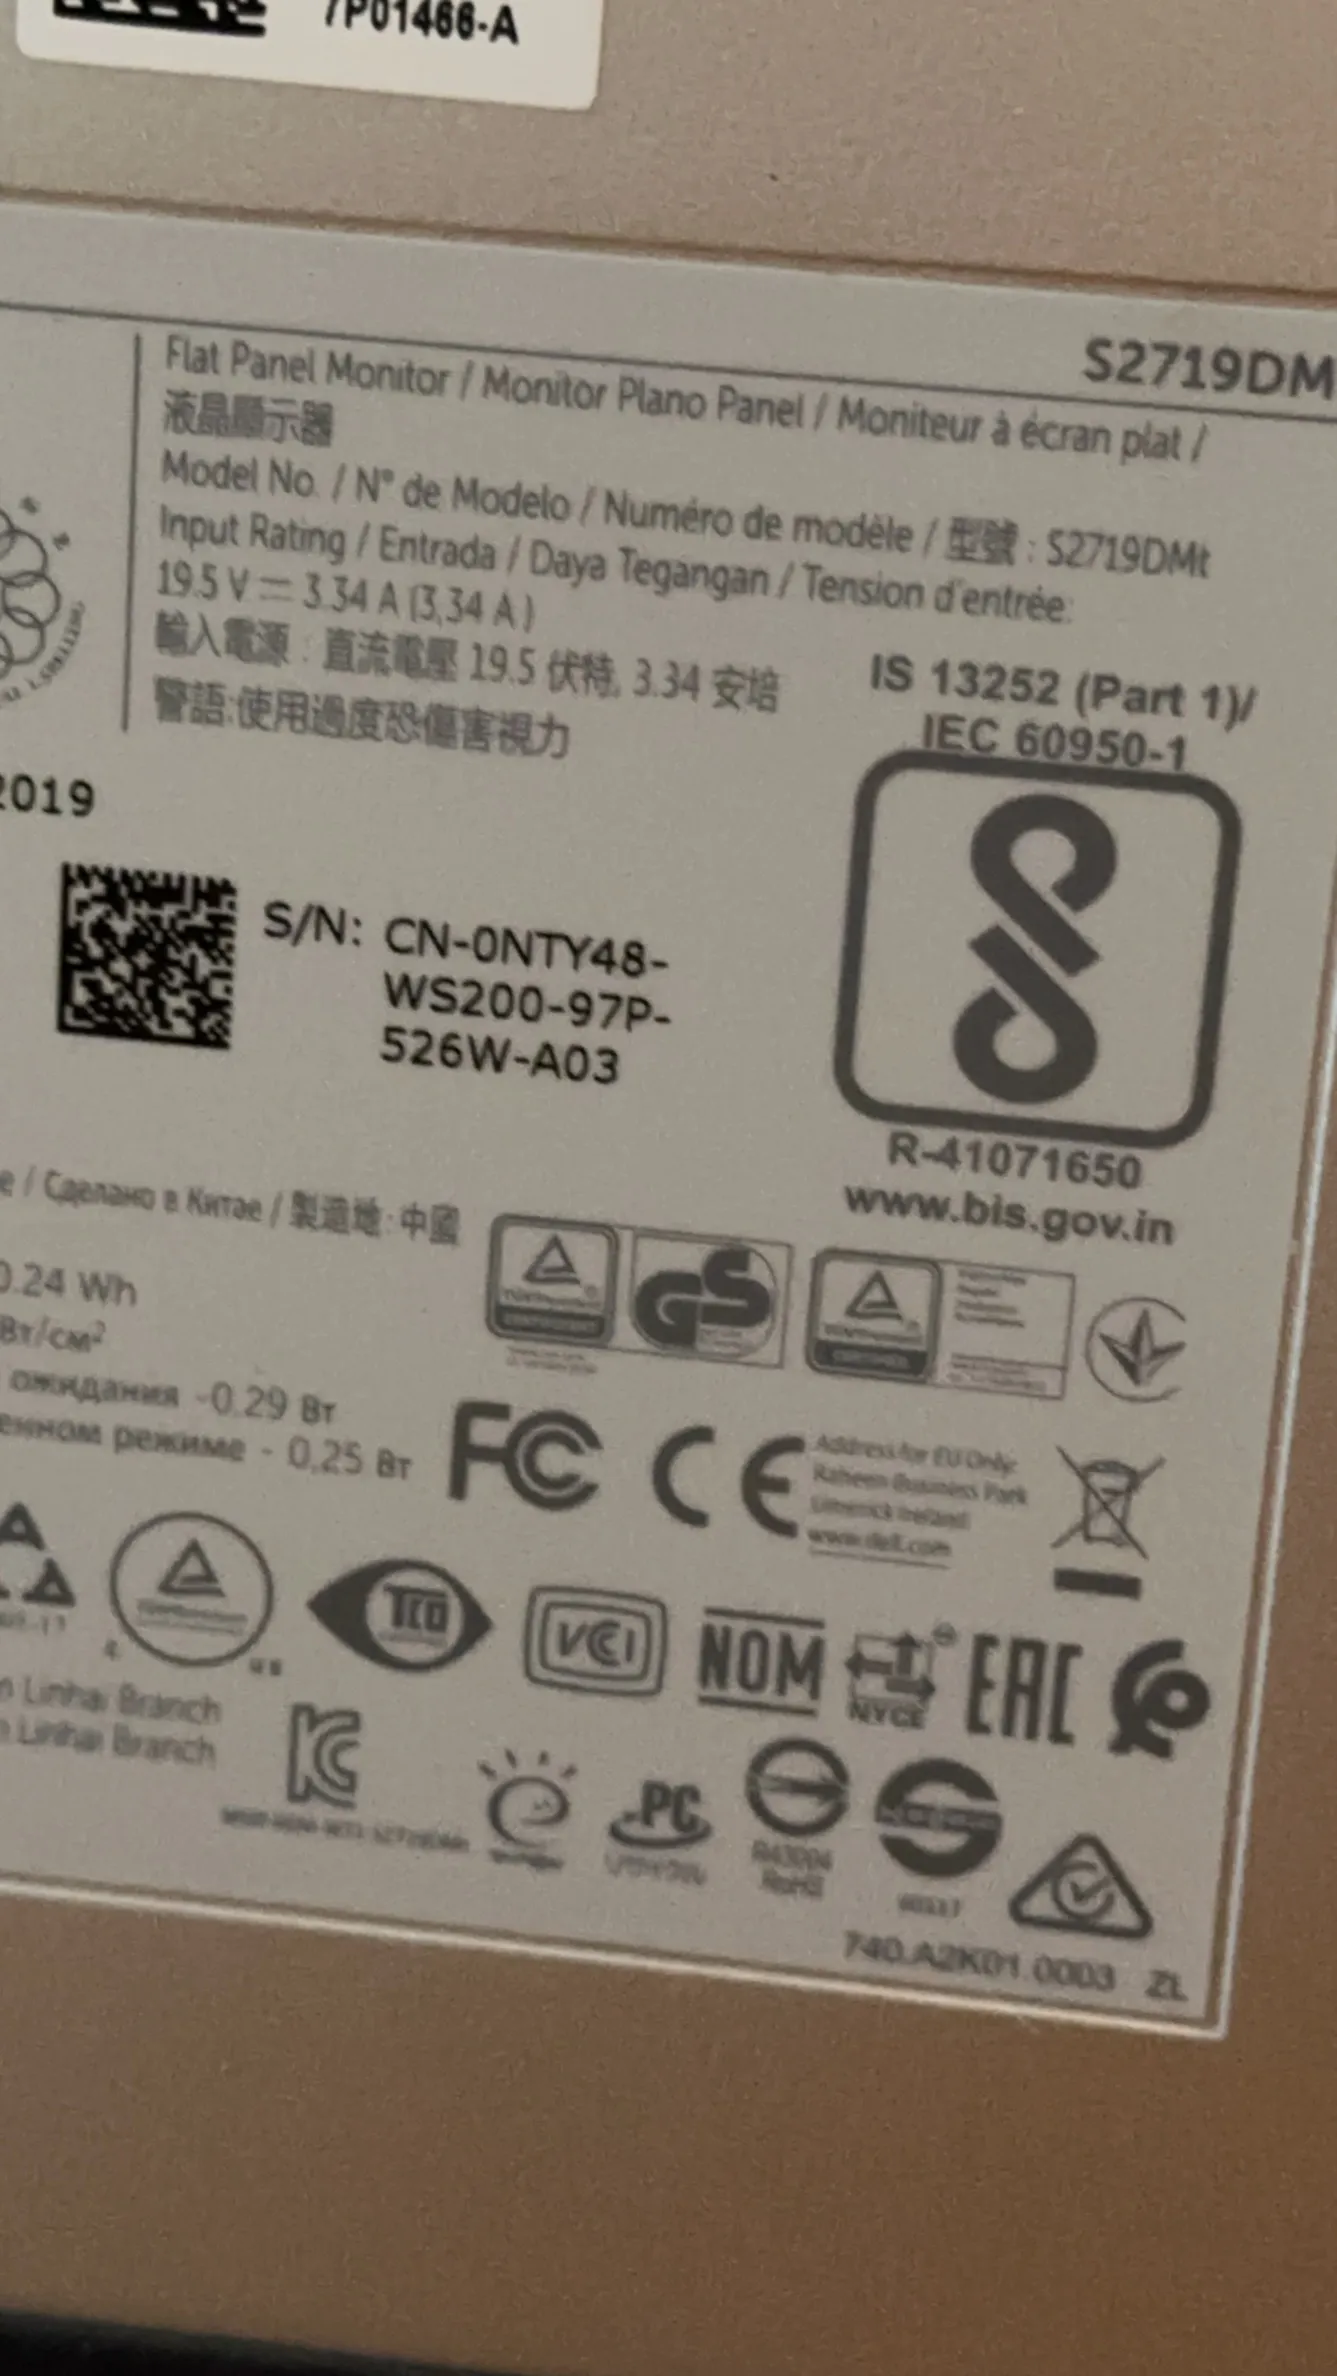 7P01466-A
S2719DM
Flat Panel Monitor / Monitor Plano Panel / Moniteur à écran plat /
液晶顯示器
Model No. / N° de Modelo / Numéro de modèle / 型號 : S2719DMt
Input Rating / Entrada / Daya Tegangan / Tension d'entrée:
19.5 V ⎓ 3.34 A (3,34 A)
輸入電源 : 直流電壓 19.5 伏特, 3.34 安培
警語:使用過度恐傷害視力
IS 13252 (Part 1)/
IEC 60950-1
2019
S/N: CN-0NTY48-
WS200-97P-
526W-A03
R-41071650
www.bis.gov.in
e / Сделано в Китае / 製造地: 中國
0.24 Wh
Вт/см²
ожидания -0.29 Вт
енном режиме - 0,25 Вт
GS
FC CE
Address for EU Only:
Raheen Business Park
Limerick Ireland
www.dell.com
TCO
VCCI
NOM
NYCE
EAC
n Linhai Branch
n Linhai Branch
PC
RoHS
740.A2K01.0003 ZL